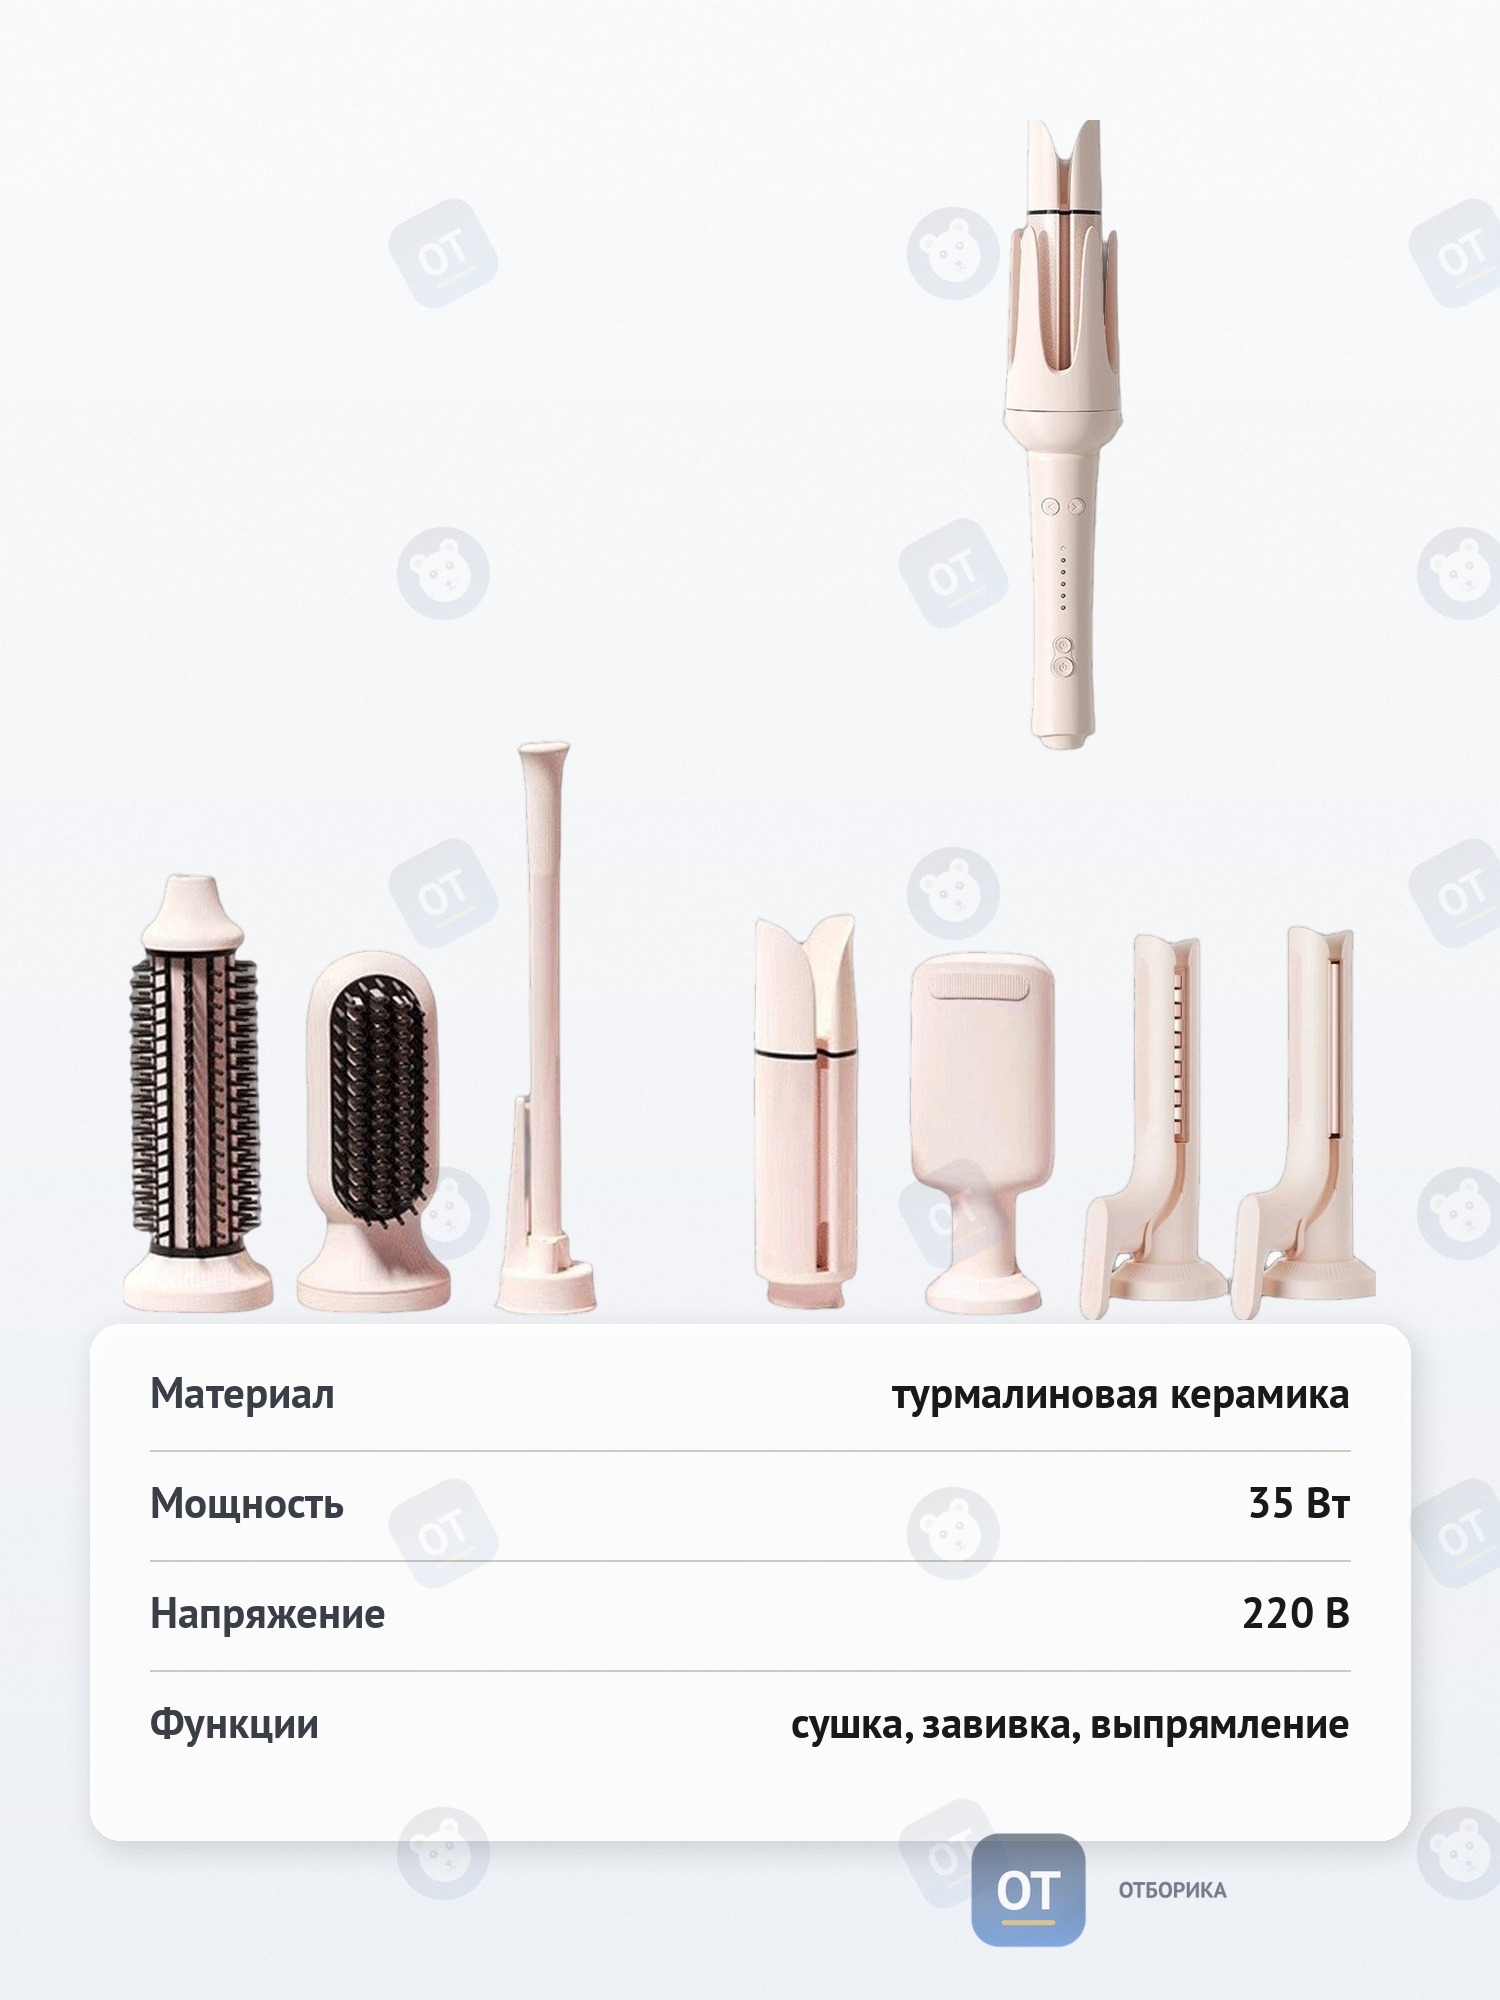 Материал турмалиновая керамика
Мощность 35 Вт
Напряжение 220 В
Функции сушка, завивка, выпрямление
ОТ ОТБОРИКА